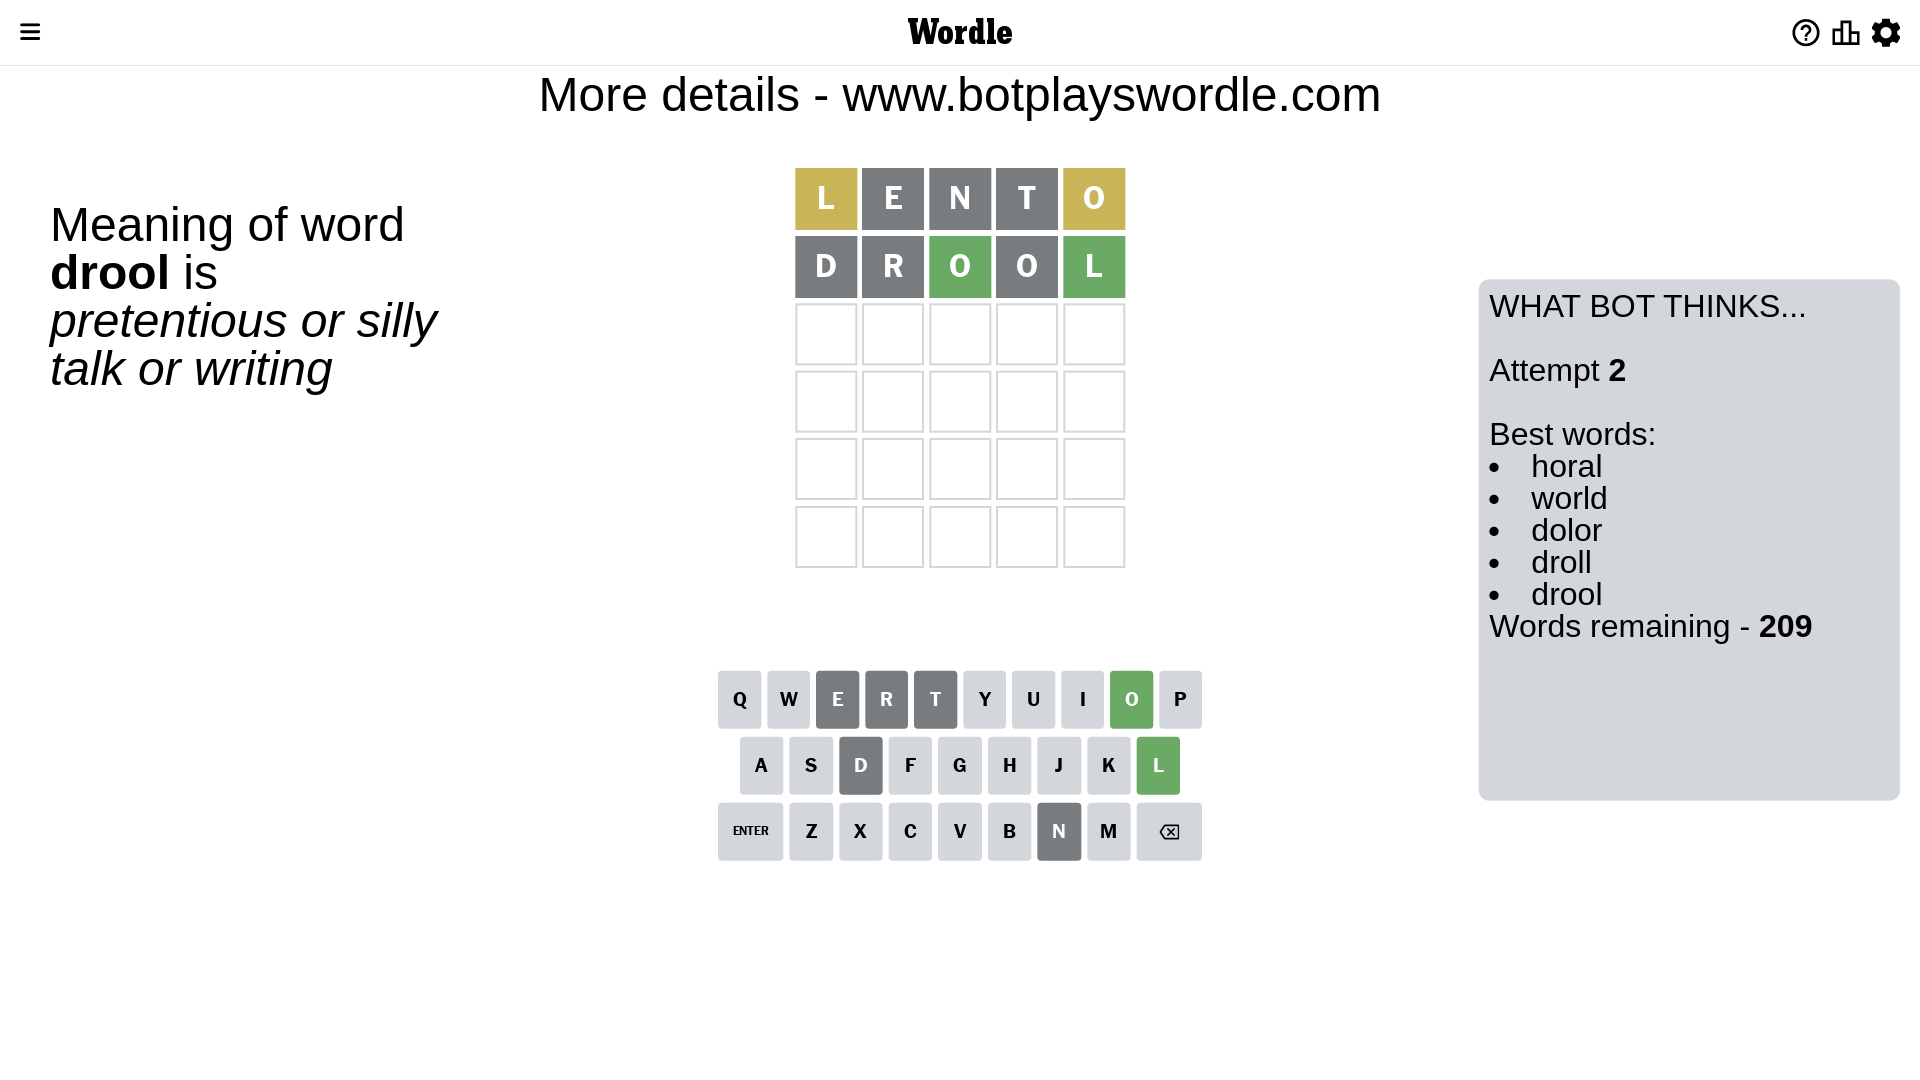 Wordle
More details - www.botplayswordle.com
Meaning of word
drool is
pretentious or silly
talk or writing
L E N T O
D R O O L
WHAT BOT THINKS...
Attempt 2
Best words:
• horal
• world
• dolor
• droll
• drool
Words remaining - 209
Q W E R T Y U I O P
A S D F G H J K L
ENTER Z X C V B N M